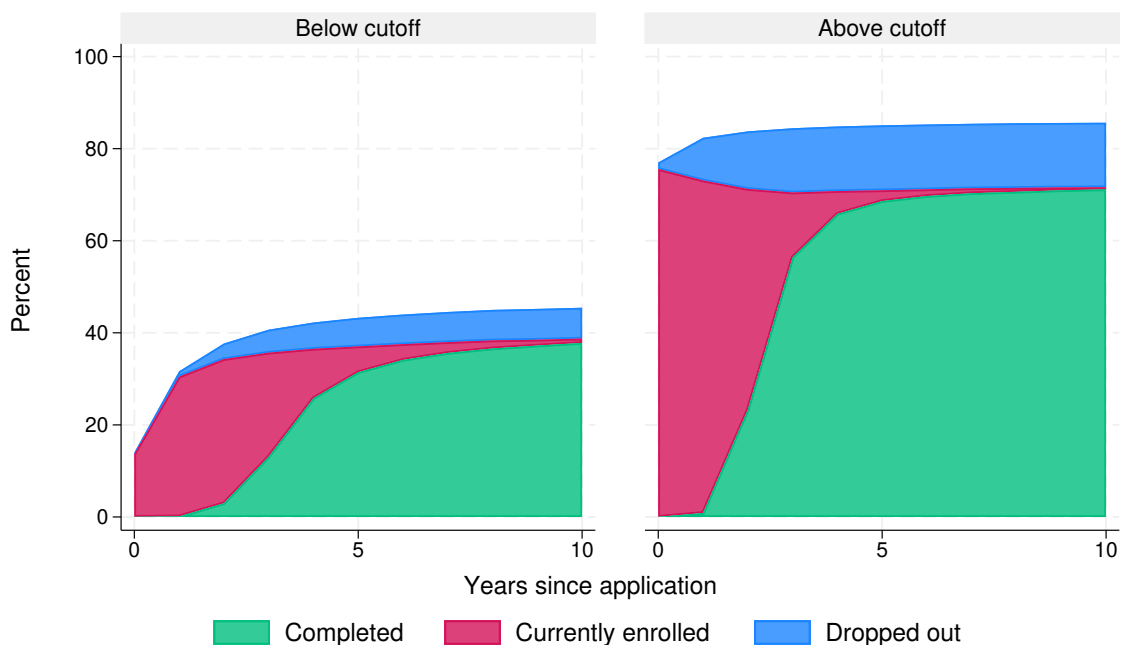 Below cutoff
Above cutoff
Percent
100
80
60
40
20
0
0 5 10
0 5 10
Years since application
Completed Currently enrolled Dropped out